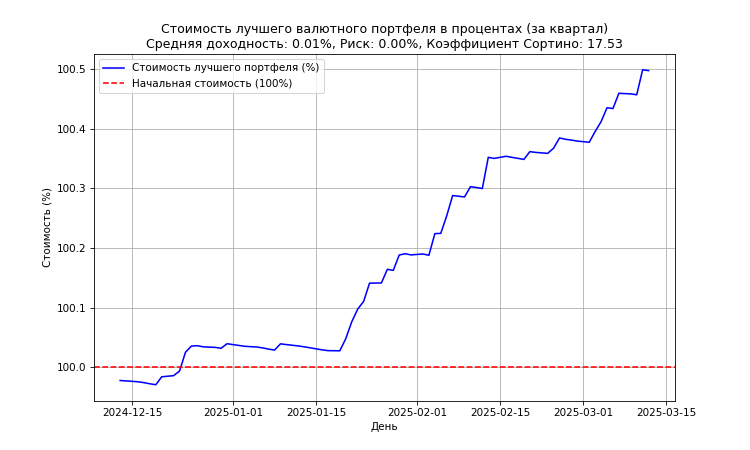 Стоимость лучшего валютного портфеля в процентах (за квартал)
Средняя доходность: 0.01%, Риск: 0.00%, Коэффициент Сортино: 17.53
Стоимость лучшего портфеля (%)
Начальная стоимость (100%)
Стоимость (%)
100.5
100.4
100.3
100.2
100.1
100.0
2024-12-15 2025-01-01 2025-01-15 2025-02-01 2025-02-15 2025-03-01 2025-03-15
День